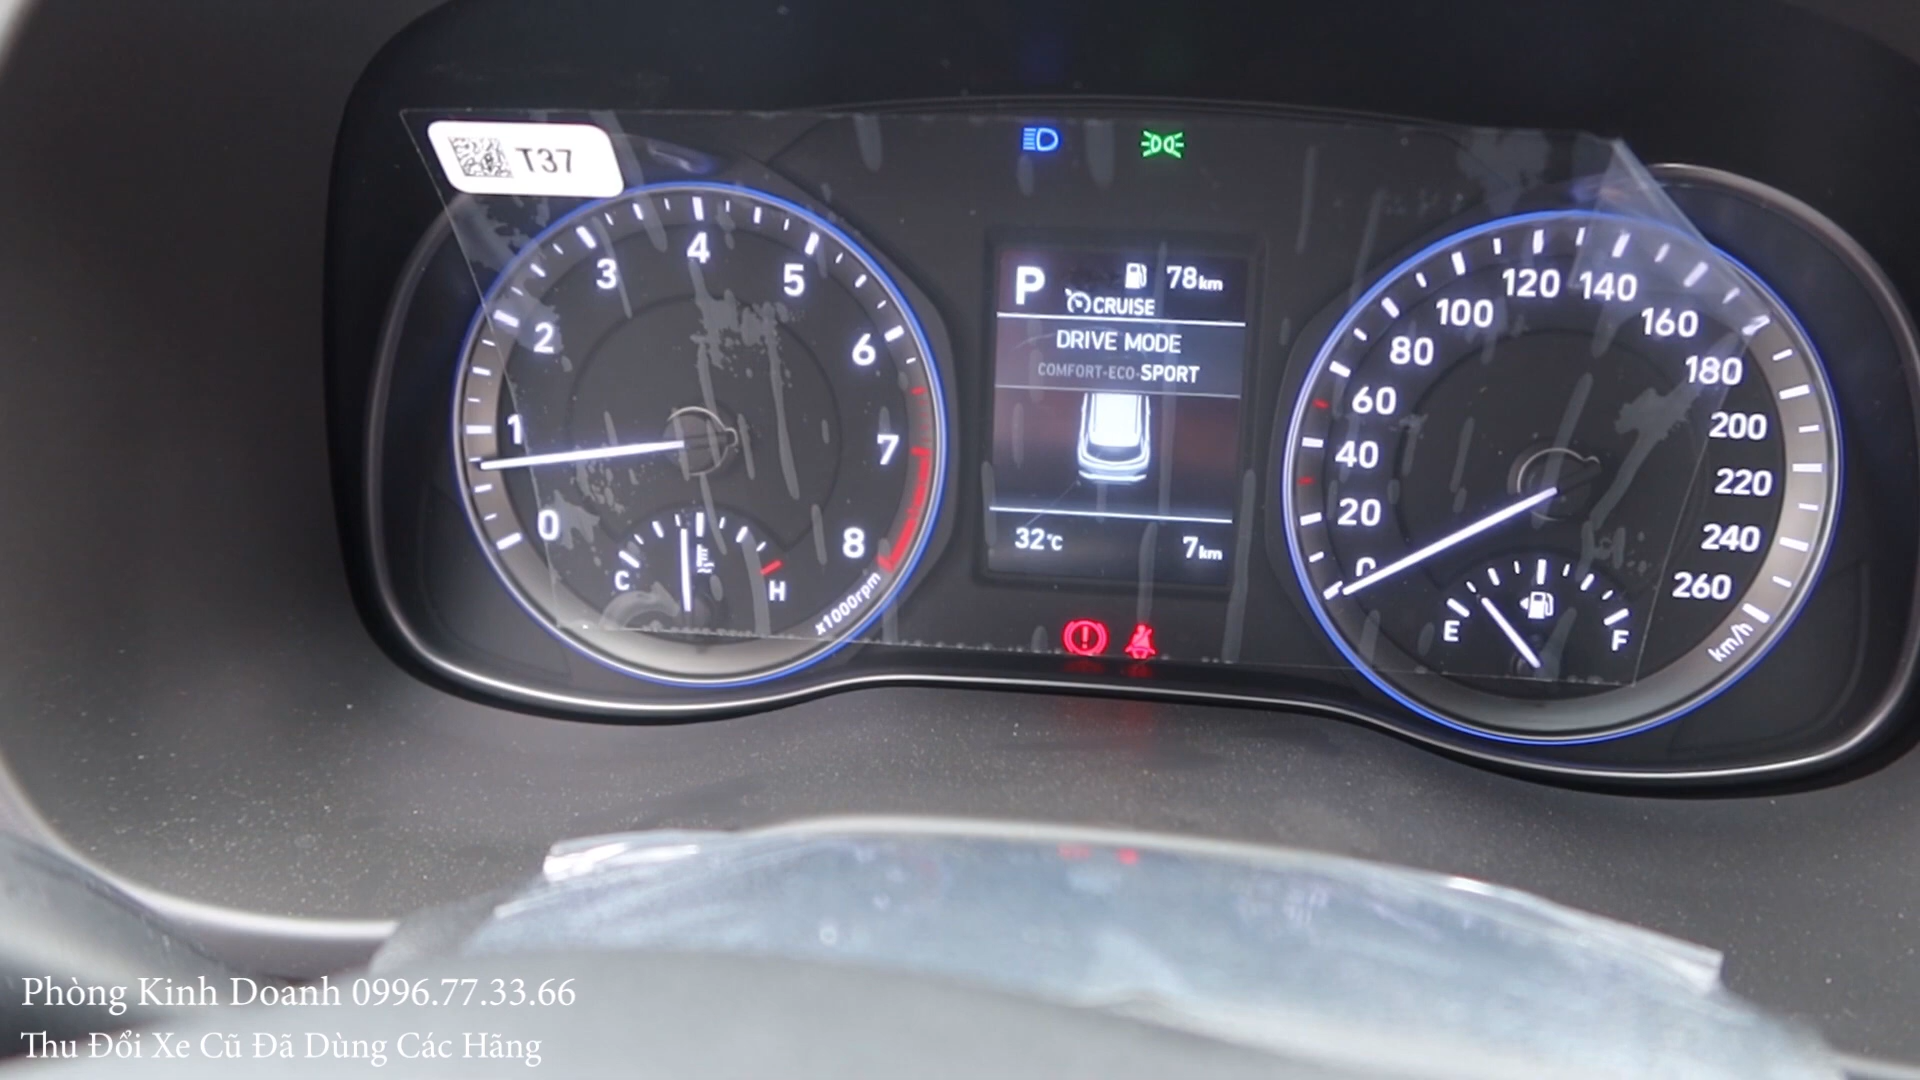 T37
P 78km
CRUISE
DRIVE MODE
COMFORT-ECO-SPORT
32°C 7km
0 1 2 3 4 5 6 7 8
x1000rpm
C H
0 20 40 60 80 100 120 140 160 180 200 220 240 260
km/h
E F
Phòng Kinh Doanh 0996.77.33.66
Thu Đổi Xe Cũ Đã Dùng Các Hãng